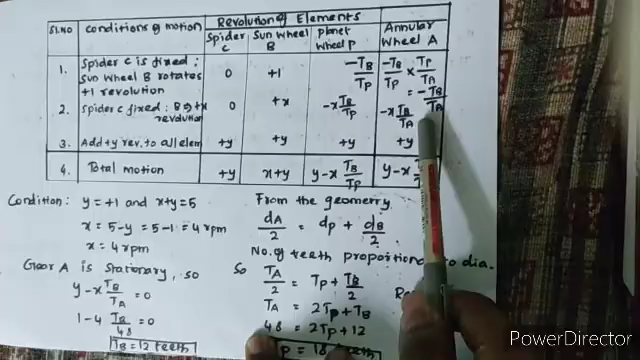 Revolution of Elements
Sl.NO conditions of motion Spider C Sun Wheel B planet Wheel P Annular Wheel A
1. Spider C is fixed; Sun wheel B rotates +1 revolution 0 +1 -TB/TP -TB/TP × TP/TA = -TB/TA
2. Spider C fixed: B → +x revolution 0 +x -x TB/TP -x TB/TA
3. Add +y rev. to all elem +y +y +y +y
4. Total motion +y x+y y-x TB/TP y-x
Condition: y = +1 and x+y = 5
x = 5-y = 5-1 = 4 rpm
x = 4 rpm
Gear A is stationary, so
y-x TB/TA = 0
1-4 TB/48 = 0
TB = 12 teeth
From the geometry
dA/2 = dp + dB/2
No. of teeth proportional to dia.
So TA/2 = TP + TB/2
TA = 2TP + TB
48 = 2TP + 12
TP = 18 teeth
PowerDirector